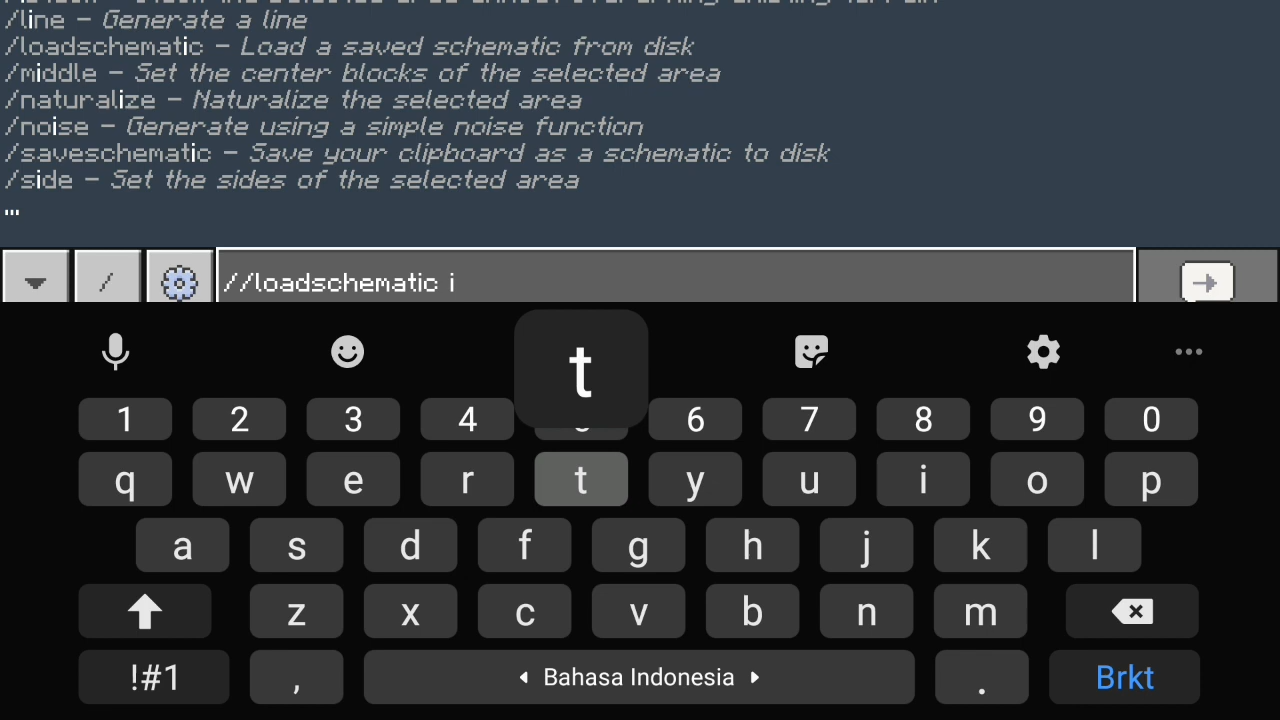 /line - Generate a line
/loadschematic - Load a saved schematic from disk
/middle - Set the center blocks of the selected area
/naturalize - Naturalize the selected area
/noise - Generate using a simple noise function
/saveschematic - Save your clipboard as a schematic to disk
/side - Set the sides of the selected area
...
/
//loadschematic i
t
1 2 3 4 6 7 8 9 0
q w e r t y u i o p
a s d f g h j k l
z x c v b n m
!#1 , Bahasa Indonesia . Brkt